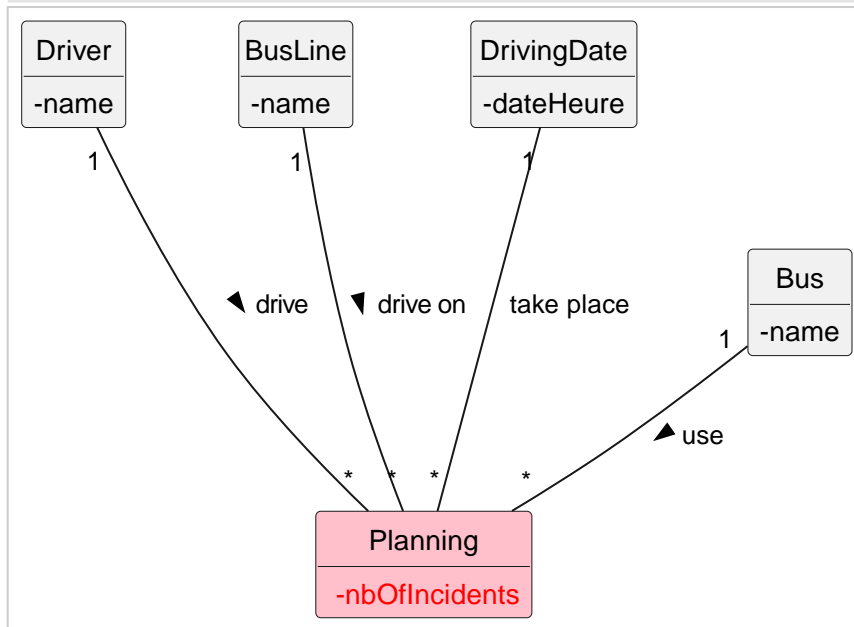 Driver
-name
BusLine
-name
DrivingDate
-dateHeure
1
1
1
Bus
-name
drive
drive on
take place
1
use
*
*
*
*
Planning
-nbOfIncidents